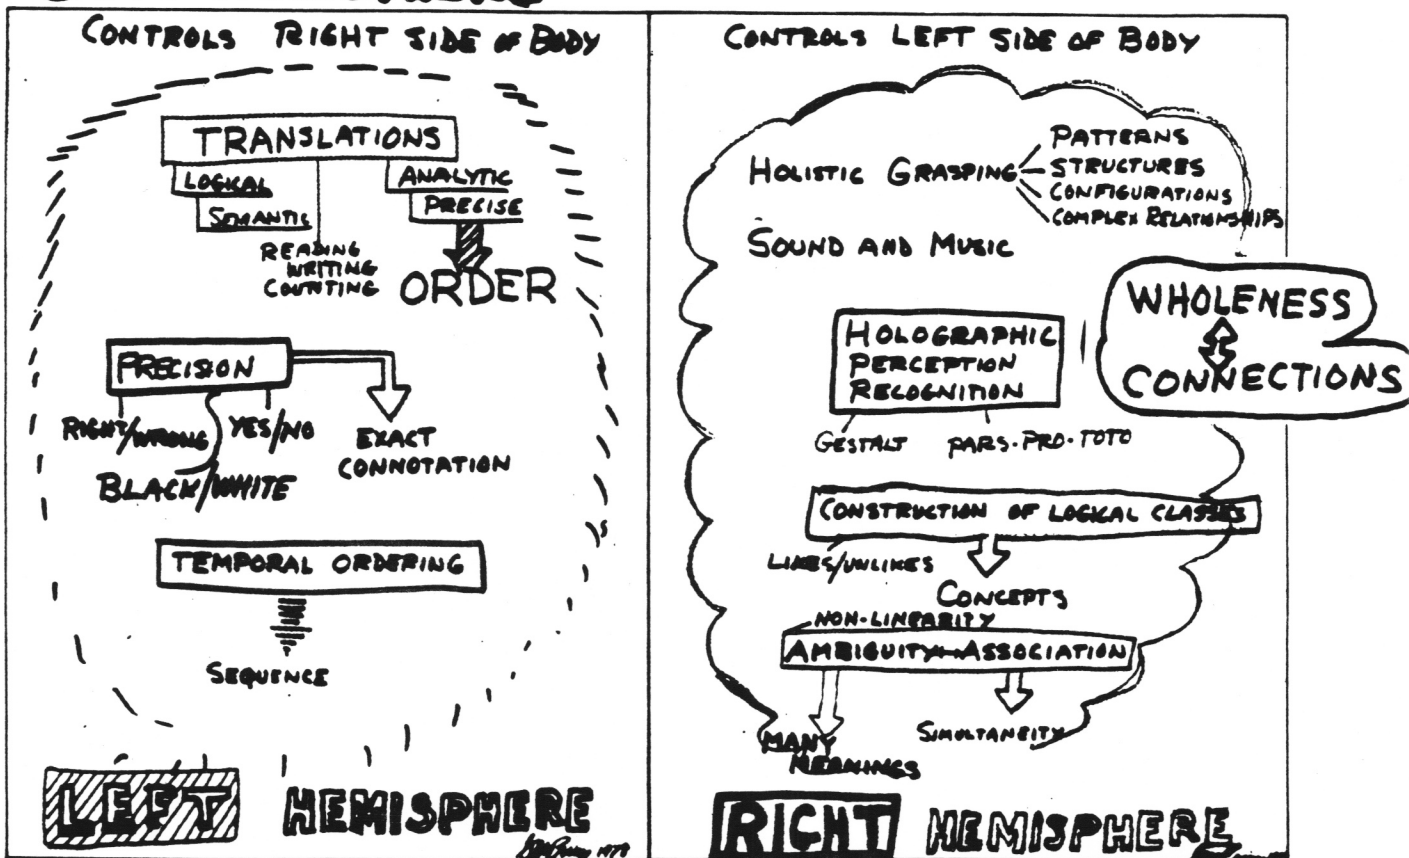 CONTROLS RIGHT SIDE OF BODY
TRANSLATIONS
LOGICAL
SEMANTIC
READING
WRITING
COUNTING
ANALYTIC
PRECISE
ORDER
PRECISION
RIGHT/WRONG
YES/NO
BLACK/WHITE
EXACT
CONNOTATION
TEMPORAL ORDERING
SEQUENCE
LEFT HEMISPHERE
1978
CONTROLS LEFT SIDE OF BODY
HOLISTIC GRASPING
PATTERNS
STRUCTURES
CONFIGURATIONS
COMPLEX RELATIONSHIPS
SOUND AND MUSIC
WHOLENESS
CONNECTIONS
HOLOGRAPHIC
PERCEPTION
RECOGNITION
GESTALT
PARS-PRO-TOTO
CONSTRUCTION OF LOGICAL CLASSES
LIKES/UNLIKES
CONCEPTS
NON-LINEARITY
AMBIGUITY-ASSOCIATION
MANY
MEANINGS
SIMULTANEITY
RIGHT HEMISPHERE